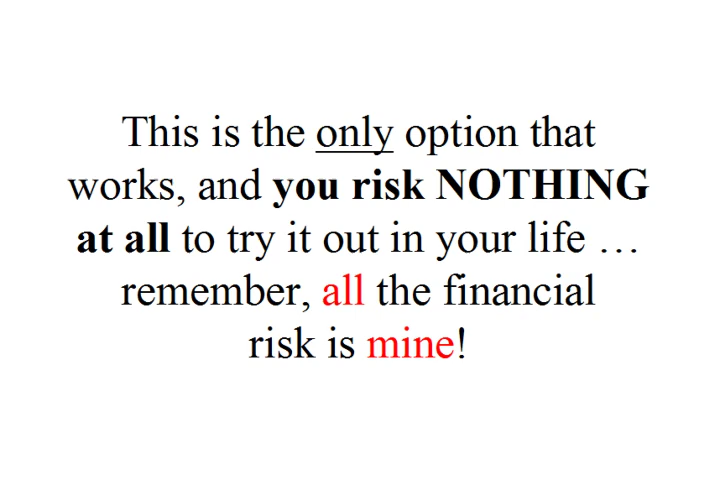 This is the only option that
works, and you risk NOTHING
at all to try it out in your life …
remember, all the financial
risk is mine!